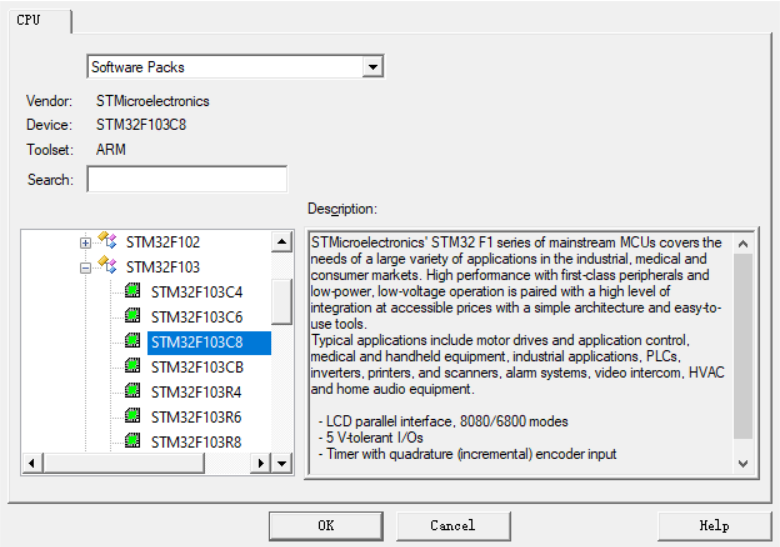 CPU
Software Packs
Vendor: STMicroelectronics
Device: STM32F103C8
Toolset: ARM
Search:
Description:
STM32F102
STM32F103
STM32F103C4
STM32F103C6
STM32F103C8
STM32F103CB
STM32F103R4
STM32F103R6
STM32F103R8
STMicroelectronics' STM32 F1 series of mainstream MCUs covers the
needs of a large variety of applications in the industrial, medical and
consumer markets. High performance with first-class peripherals and
low-power, low-voltage operation is paired with a high level of
integration at accessible prices with a simple architecture and easy-to-
use tools.
Typical applications include motor drives and application control,
medical and handheld equipment, industrial applications, PLCs,
inverters, printers, and scanners, alarm systems, video intercom, HVAC
and home audio equipment.
- LCD parallel interface, 8080/6800 modes
- 5 V-tolerant I/Os
- Timer with quadrature (incremental) encoder input
OK
Cancel
Help